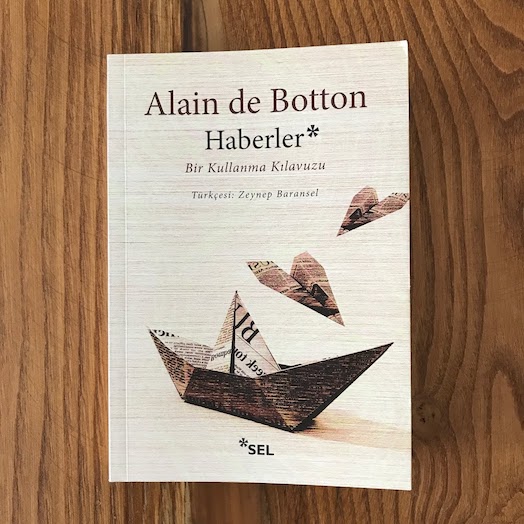 Alain de Botton
Haberler*
Bir Kullanma Kılavuzu
Türkçesi: Zeynep Baransel
*SEL